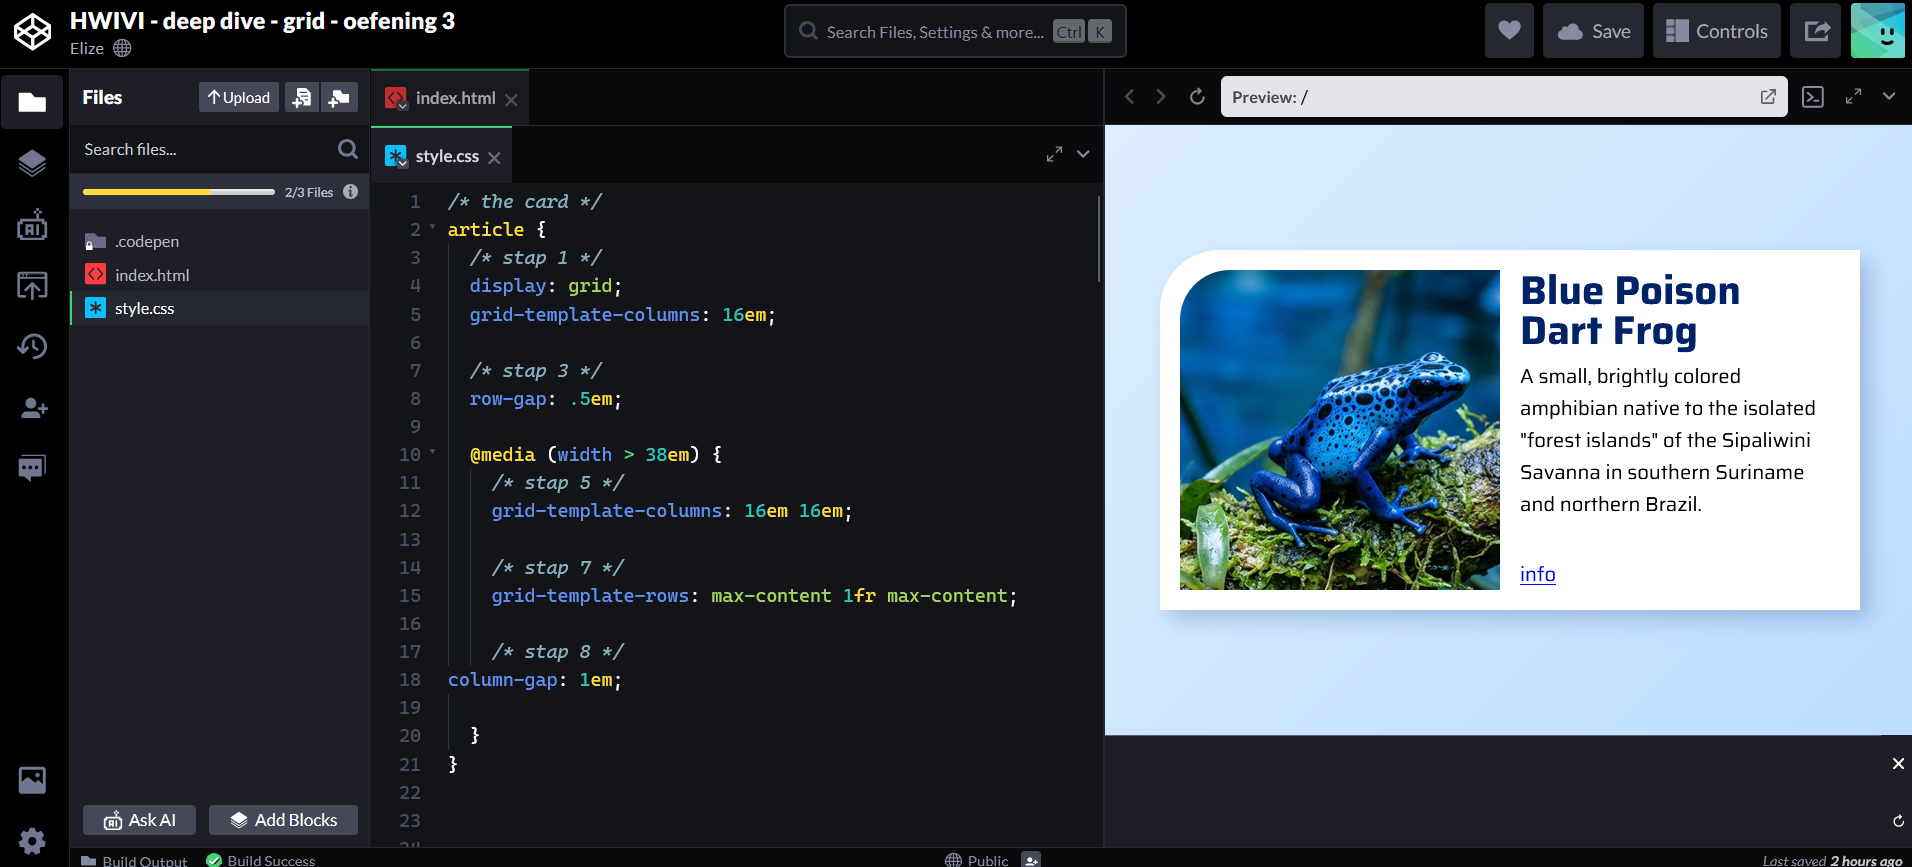 HWIVI - deep dive - grid - oefening 3
Elize
Search Files, Settings & more... Ctrl K
Save
Controls
Files
Upload
Search files...
2/3 Files
.codepen
index.html
style.css
Ask AI
Add Blocks
index.html
style.css
1 /* the card */
2 article {
3 /* stap 1 */
4 display: grid;
5 grid-template-columns: 16em;
6
7 /* stap 3 */
8 row-gap: .5em;
9
10 @media (width > 38em) {
11 /* stap 5 */
12 grid-template-columns: 16em 16em;
13
14 /* stap 7 */
15 grid-template-rows: max-content 1fr max-content;
16
17 /* stap 8 */
18 column-gap: 1em;
19
20 }
21 }
22
23
Preview: /
Blue Poison
Dart Frog
A small, brightly colored
amphibian native to the isolated
"forest islands" of the Sipaliwini
Savanna in southern Suriname
and northern Brazil.
info
Build Output
Build Success
Public
Last saved 2 hours ago